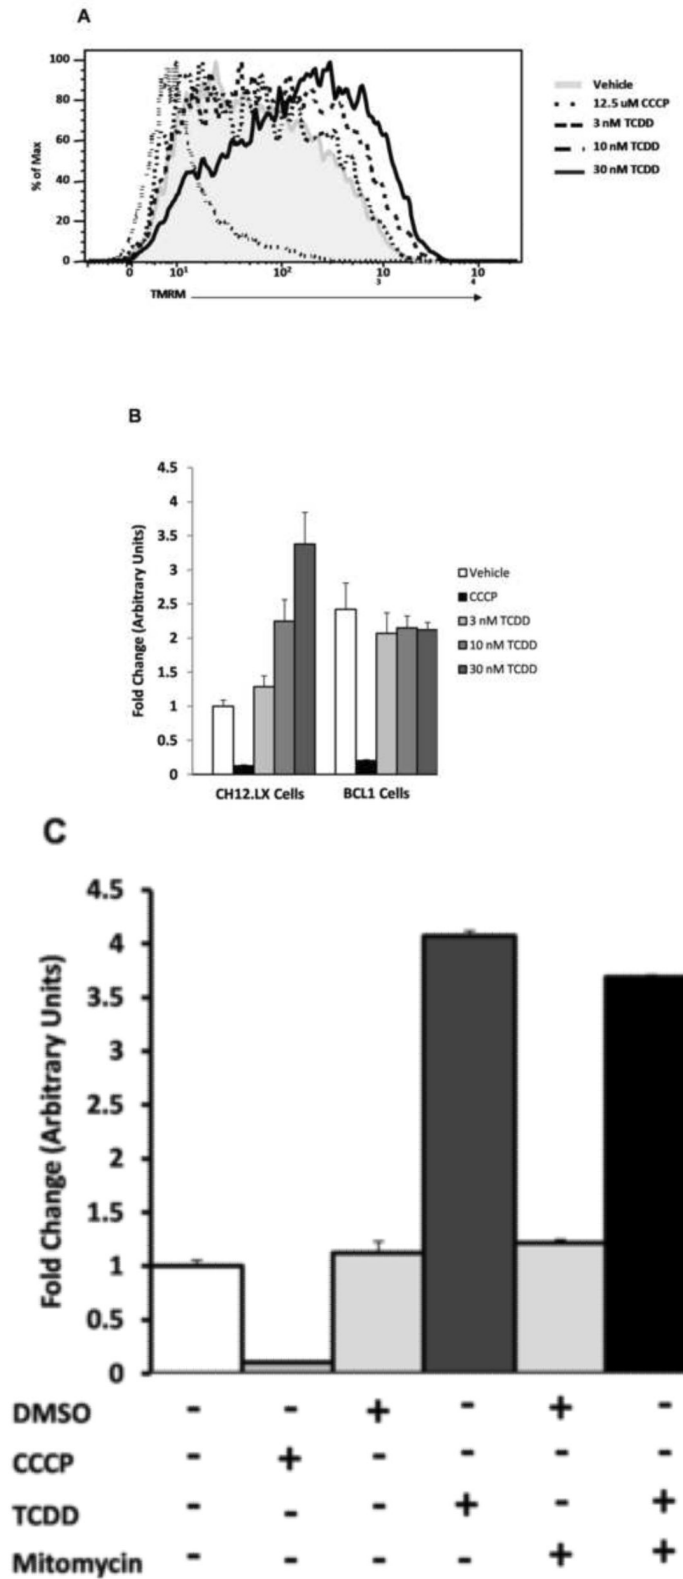 A
100
80
60
40
20
0
% of Max
0 10¹ 10² 10 3 10 4
TMRM
Vehicle
12.5 uM CCCP
3 nM TCDD
10 nM TCDD
30 nM TCDD
B
4.5
4
3.5
3
2.5
2
1.5
1
0.5
0
Fold Change (Arbitrary Units)
CH12.LX Cells BCL1 Cells
Vehicle
CCCP
3 nM TCDD
10 nM TCDD
30 nM TCDD
C
4.5
4
3.5
3
2.5
2
1.5
1
0.5
0
Fold Change (Arbitrary Units)
DMSO - - + - + -
CCCP - + - - - -
TCDD - - - + - +
Mitomycin - - - - + +